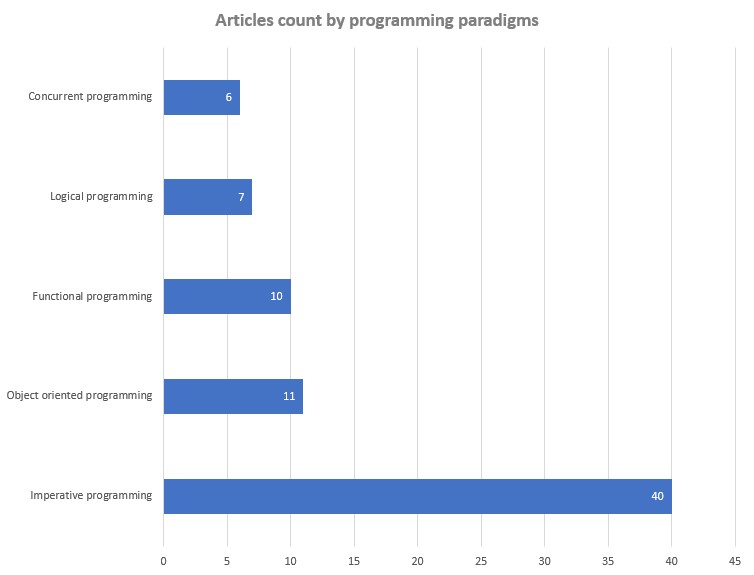 Articles count by programming paradigms
Concurrent programming
6
Logical programming
7
Functional programming
10
Object oriented programming
11
Imperative programming
40
0 5 10 15 20 25 30 35 40 45